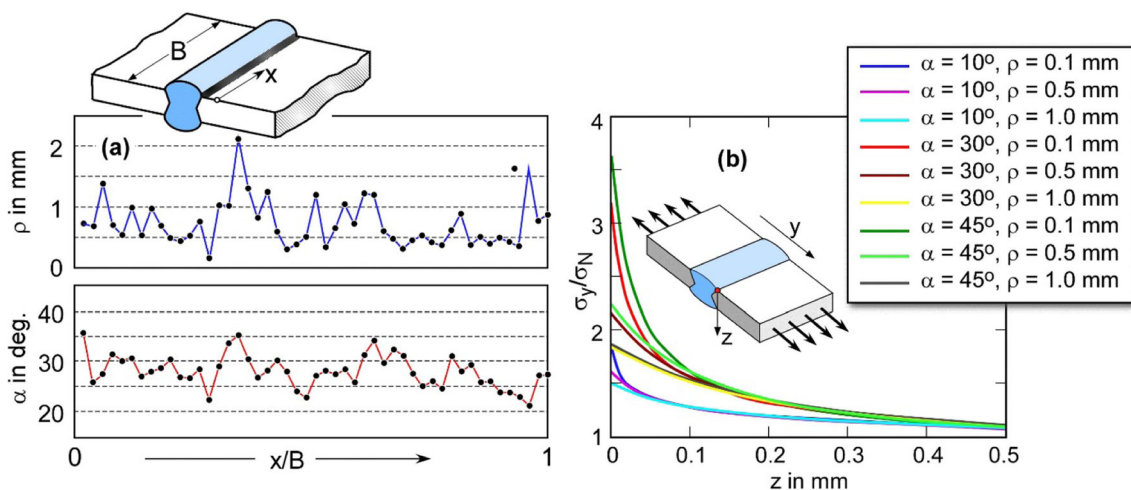 B
x
(a)
ρ in mm
2
1
0
α in deg.
40
30
20
0
x/B
1
(b)
σy/σN
4
3
2
1
y
z
0
0.1
0.2
0.3
0.4
0.5
z in mm
α = 10º, ρ = 0.1 mm
α = 10º, ρ = 0.5 mm
α = 10º, ρ = 1.0 mm
α = 30º, ρ = 0.1 mm
α = 30º, ρ = 0.5 mm
α = 30º, ρ = 1.0 mm
α = 45º, ρ = 0.1 mm
α = 45º, ρ = 0.5 mm
α = 45º, ρ = 1.0 mm